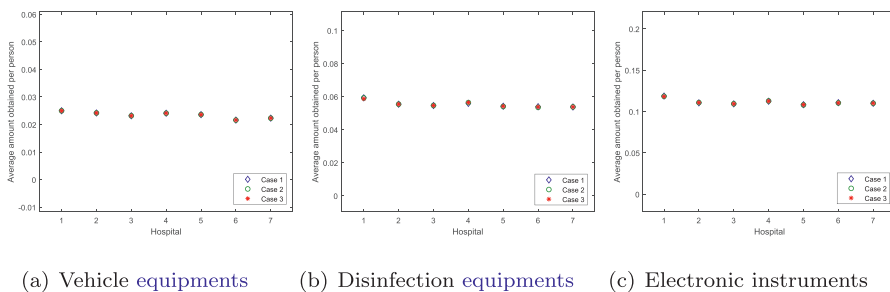 0.06
0.05
0.04
0.03
0.02
0.01
0
-0.01
Average amount obtained per person
1 2 3 4 5 6 7
Hospital
Case 1
Case 2
Case 3
0.1
0.08
0.06
0.04
0.02
0
Average amount obtained per person
1 2 3 4 5 6 7
Hospital
Case 1
Case 2
Case 3
0.2
0.15
0.1
0.05
0
Average amount obtained per person
1 2 3 4 5 6 7
Hospital
Case 1
Case 2
Case 3
(a) Vehicle equipments (b) Disinfection equipments (c) Electronic instruments